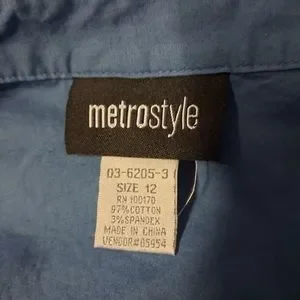 metrostyle
03-6205-3
SIZE 12
RN 100170
97%COTTON
3%SPANDEX
MADE IN CHINA
VENDOR#05954